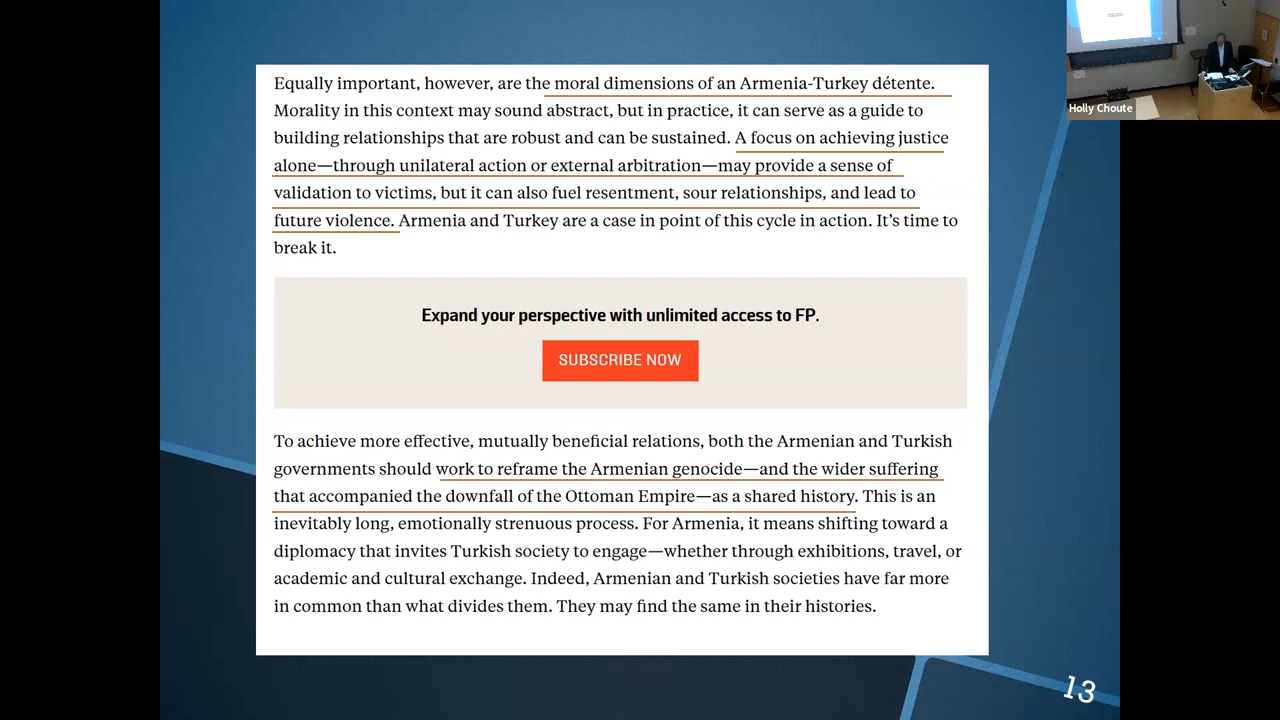 Equally important, however, are the moral dimensions of an Armenia-Turkey détente.
Morality in this context may sound abstract, but in practice, it can serve as a guide to
building relationships that are robust and can be sustained. A focus on achieving justice
alone—through unilateral action or external arbitration—may provide a sense of
validation to victims, but it can also fuel resentment, sour relationships, and lead to
future violence. Armenia and Turkey are a case in point of this cycle in action. It’s time to
break it.
Expand your perspective with unlimited access to FP.
SUBSCRIBE NOW
To achieve more effective, mutually beneficial relations, both the Armenian and Turkish
governments should work to reframe the Armenian genocide—and the wider suffering
that accompanied the downfall of the Ottoman Empire—as a shared history. This is an
inevitably long, emotionally strenuous process. For Armenia, it means shifting toward a
diplomacy that invites Turkish society to engage—whether through exhibitions, travel, or
academic and cultural exchange. Indeed, Armenian and Turkish societies have far more
in common than what divides them. They may find the same in their histories.
13
Holly Choute